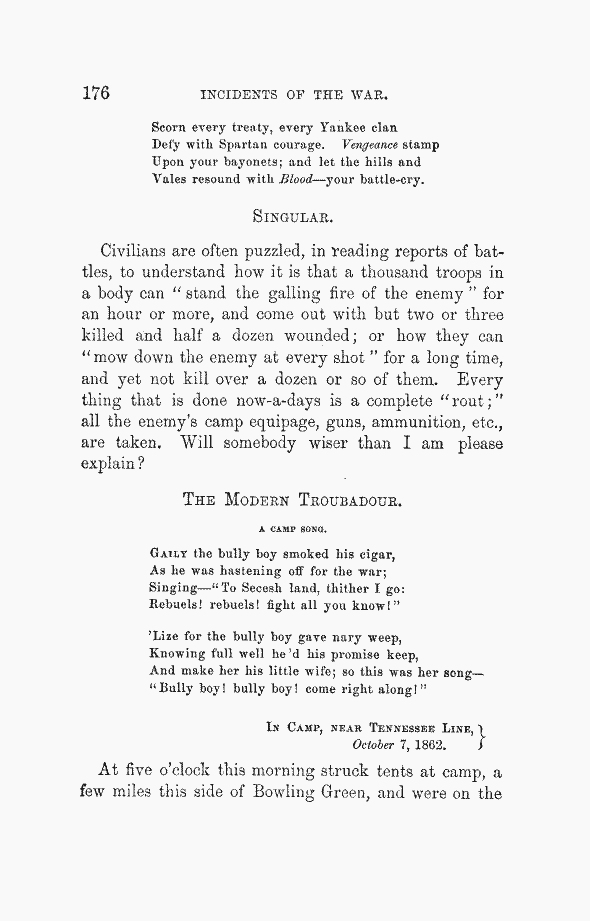 176 INCIDENTS OF THE WAR.
Scorn every treaty, every Yankee clan
Defy with Spartan courage. Vengeance stamp
Upon your bayonets; and let the hills and
Vales resound with Blood—your battle-cry.
SINGULAR.
Civilians are often puzzled, in reading reports of bat-
tles, to understand how it is that a thousand troops in
a body can “stand the galling fire of the enemy” for
an hour or more, and come out with but two or three
killed and half a dozen wounded; or how they can
“mow down the enemy at every shot” for a long time,
and yet not kill over a dozen or so of them. Every
thing that is done now-a-days is a complete “rout;”
all the enemy's camp equipage, guns, ammunition, etc.,
are taken. Will somebody wiser than I am please
explain?
THE MODERN TROUBADOUR.
A CAMP SONG.
GAILY the bully boy smoked his cigar,
As he was hastening off for the war;
Singing—“To Secesh land, thither I go:
Rebuels! rebuels! fight all you know!”
'Lize for the bully boy gave nary weep,
Knowing full well he'd his promise keep,
And make her his little wife; so this was her song—
“Bully boy! bully boy! come right along!”
IN CAMP, NEAR TENNESSEE LINE, }
October 7, 1862.
At five o'clock this morning struck tents at camp, a
few miles this side of Bowling Green, and were on the